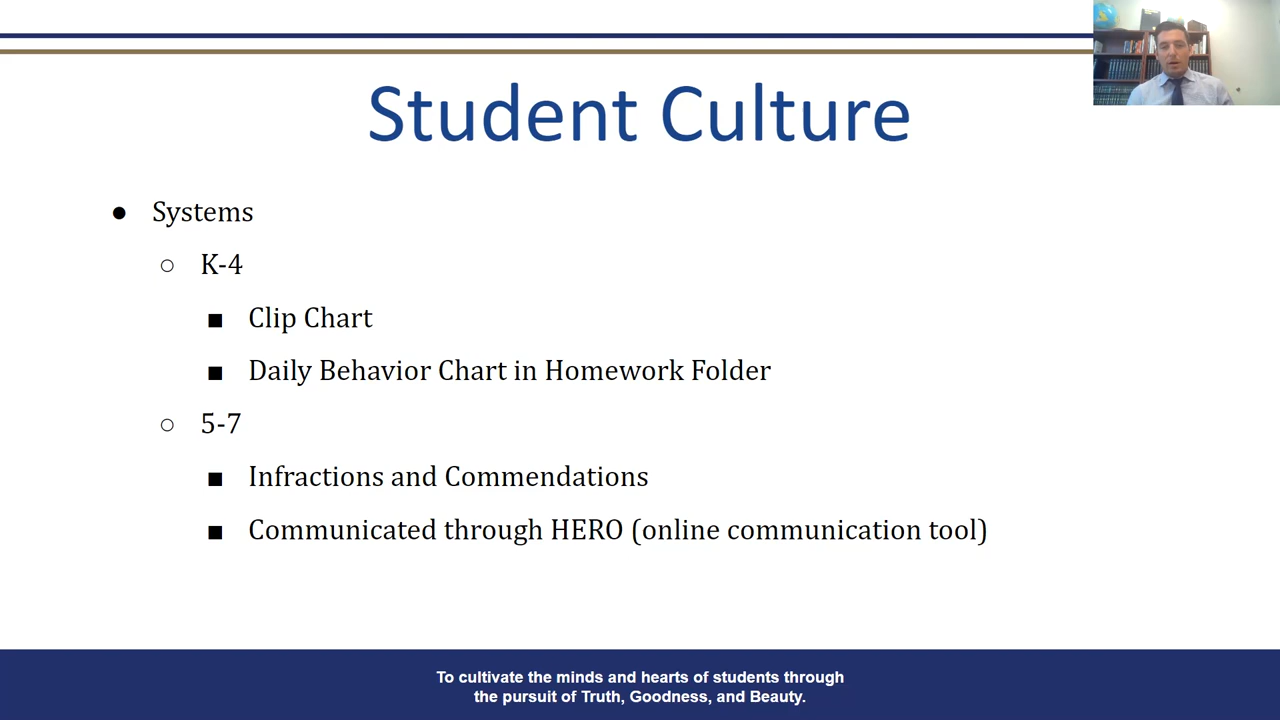 Student Culture
● Systems
○ K-4
■ Clip Chart
■ Daily Behavior Chart in Homework Folder
○ 5-7
■ Infractions and Commendations
■ Communicated through HERO (online communication tool)
To cultivate the minds and hearts of students through
the pursuit of Truth, Goodness, and Beauty.